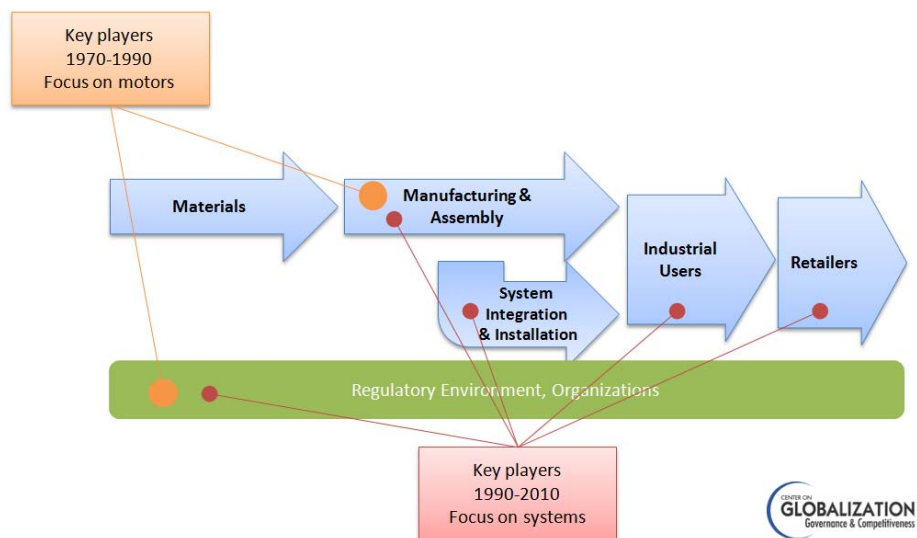 Key players
1970-1990
Focus on motors
Materials
Manufacturing &
Assembly
System
Integration
& Installation
Industrial
Users
Retailers
Regulatory Environment, Organizations
Key players
1990-2010
Focus on systems
CENTER ON
GLOBALIZATION
Governance & Competitiveness